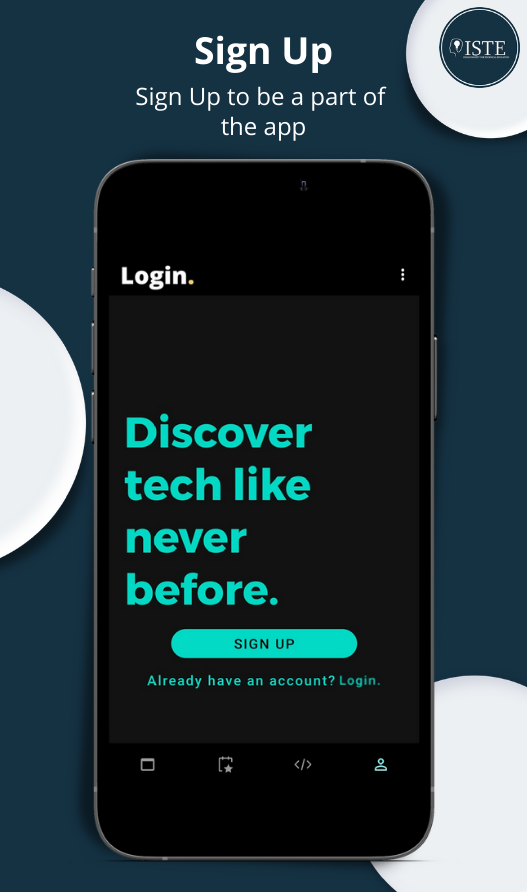 Sign Up
ISTE
Sign Up to be a part of
the app
Login.
Discover
tech like
never
before.
SIGN UP
Already have an account? Login.